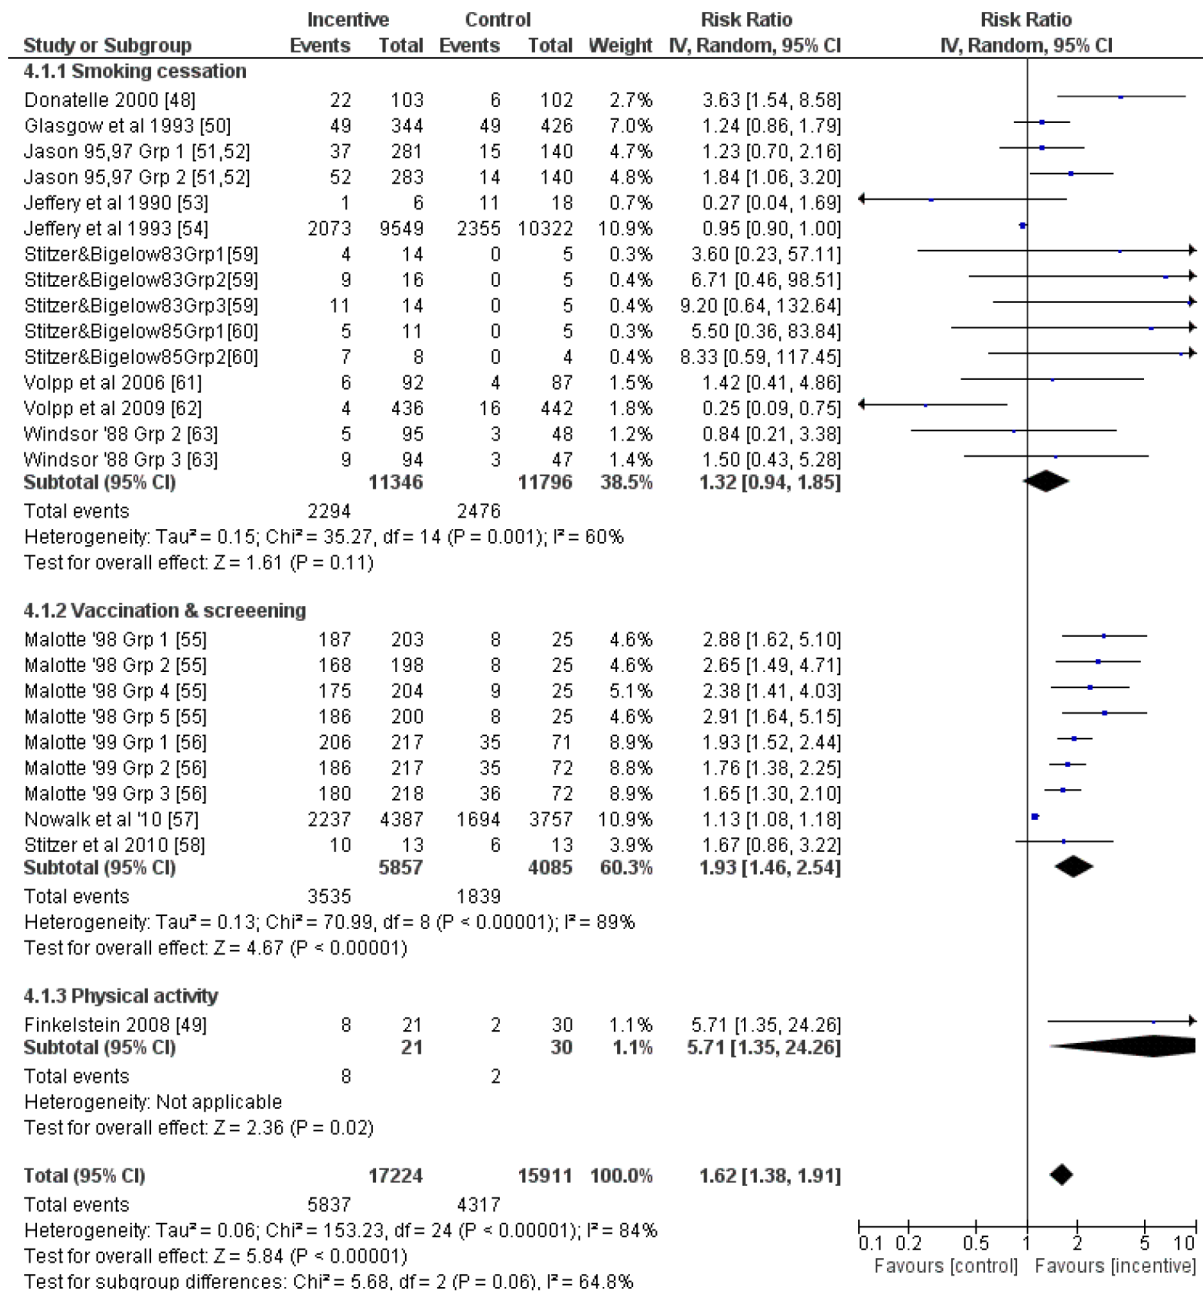 Incentive Control Risk Ratio Risk Ratio
Study or Subgroup Events Total Events Total Weight IV, Random, 95% CI IV, Random, 95% CI
4.1.1 Smoking cessation
Donatelle 2000 [48] 22 103 6 102 2.7% 3.63 [1.54, 8.58]
Glasgow et al 1993 [50] 49 344 49 426 7.0% 1.24 [0.86, 1.79]
Jason 95,97 Grp 1 [51,52] 37 281 15 140 4.7% 1.23 [0.70, 2.16]
Jason 95,97 Grp 2 [51,52] 52 283 14 140 4.8% 1.84 [1.06, 3.20]
Jeffery et al 1990 [53] 1 6 11 18 0.7% 0.27 [0.04, 1.69]
Jeffery et al 1993 [54] 2073 9549 2355 10322 10.9% 0.95 [0.90, 1.00]
Stitzer&Bigelow83Grp1[59] 4 14 0 5 0.3% 3.60 [0.23, 57.11]
Stitzer&Bigelow83Grp2[59] 9 16 0 5 0.4% 6.71 [0.46, 98.51]
Stitzer&Bigelow83Grp3[59] 11 14 0 5 0.4% 9.20 [0.64, 132.64]
Stitzer&Bigelow85Grp1[60] 5 11 0 5 0.3% 5.50 [0.36, 83.84]
Stitzer&Bigelow85Grp2[60] 7 8 0 4 0.4% 8.33 [0.59, 117.45]
Volpp et al 2006 [61] 6 92 4 87 1.5% 1.42 [0.41, 4.86]
Volpp et al 2009 [62] 4 436 16 442 1.8% 0.25 [0.09, 0.75]
Windsor '88 Grp 2 [63] 5 95 3 48 1.2% 0.84 [0.21, 3.38]
Windsor '88 Grp 3 [63] 9 94 3 47 1.4% 1.50 [0.43, 5.28]
Subtotal (95% CI) 11346 11796 38.5% 1.32 [0.94, 1.85]
Total events 2294 2476
Heterogeneity: Tau² = 0.15; Chi² = 35.27, df = 14 (P = 0.001); I² = 60%
Test for overall effect: Z = 1.61 (P = 0.11)
4.1.2 Vaccination & screeening
Malotte '98 Grp 1 [55] 187 203 8 25 4.6% 2.88 [1.62, 5.10]
Malotte '98 Grp 2 [55] 168 198 8 25 4.6% 2.65 [1.49, 4.71]
Malotte '98 Grp 4 [55] 175 204 9 25 5.1% 2.38 [1.41, 4.03]
Malotte '98 Grp 5 [55] 186 200 8 25 4.6% 2.91 [1.64, 5.15]
Malotte '99 Grp 1 [56] 206 217 35 71 8.9% 1.93 [1.52, 2.44]
Malotte '99 Grp 2 [56] 186 217 35 72 8.8% 1.76 [1.38, 2.25]
Malotte '99 Grp 3 [56] 180 218 36 72 8.9% 1.65 [1.30, 2.10]
Nowalk et al '10 [57] 2237 4387 1694 3757 10.9% 1.13 [1.08, 1.18]
Stitzer et 2010 [58] 10 13 6 13 3.9% 1.67 [0.86, 3.22]
Subtotal (95% CI) 5857 4085 60.3% 1.93 [1.46, 2.54]
Total events 3535 1839
Heterogeneity: Tau² = 0.13; Chi² = 70.99, df = 8 (P < 0.00001); I² = 89%
Test for overall effect: Z = 4.67 (P < 0.00001)
4.1.3 Physical activity
Finkelstein 2008 [49] 8 21 2 30 1.1% 5.71 [1.35, 24.26]
Subtotal (95% CI) 21 30 1.1% 5.71 [1.35, 24.26]
Total events 8 2
Heterogeneity: Not applicable
Test for overall effect: Z = 2.36 (P = 0.02)
Total (95% CI) 17224 15911 100.0% 1.62 [1.38, 1.91]
Total events 5837 4317
Heterogeneity: Tau² = 0.06; Chi² = 153.23, df = 24 (P < 0.00001); I² = 84%
Test for overall effect: Z = 5.84 (P < 0.00001)
Test for subgroup differences: Chi² = 5.68, df = 2 (P = 0.06), I² = 64.8%
0.1 0.2 0.5 1 2 5 10
Favours [control] Favours [incentive]